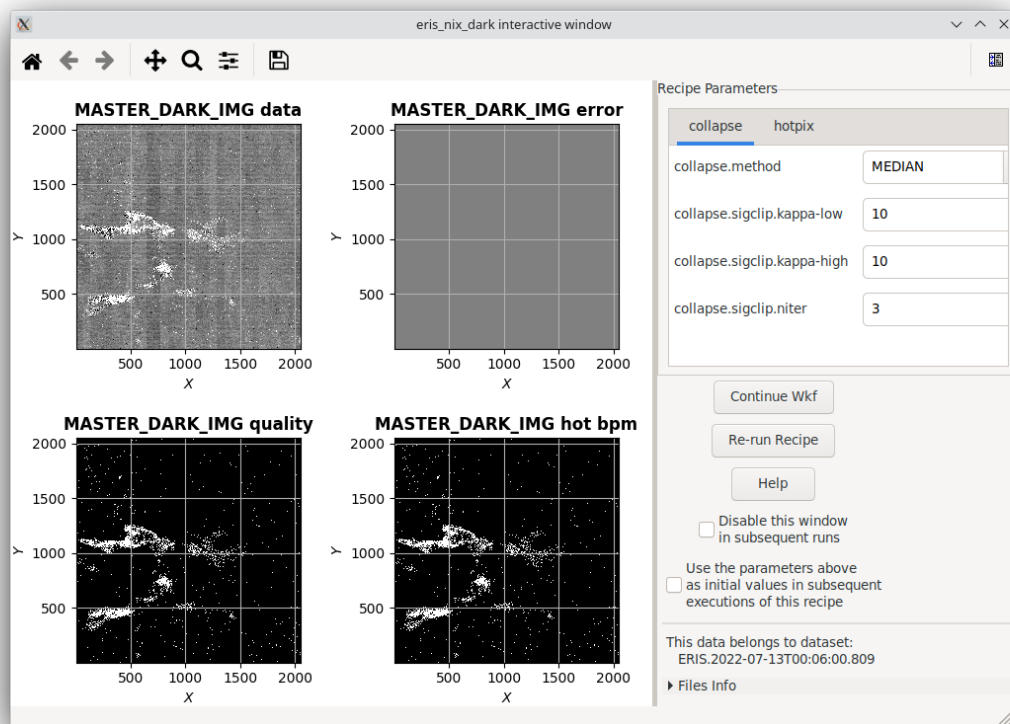 eris_nix_dark interactive window
MASTER_DARK_IMG data
2000
1500
1000
500
Y
500 1000 1500 2000
X
MASTER_DARK_IMG error
2000
1500
1000
500
Y
500 1000 1500 2000
X
MASTER_DARK_IMG quality
2000
1500
1000
500
Y
500 1000 1500 2000
X
MASTER_DARK_IMG hot bpm
2000
1500
1000
500
Y
500 1000 1500 2000
X
Recipe Parameters
collapse hotpix
collapse.method MEDIAN
collapse.sigclip.kappa-low 10
collapse.sigclip.kappa-high 10
collapse.sigclip.niter 3
Continue Wkf
Re-run Recipe
Help
Disable this window
in subsequent runs
Use the parameters above
as initial values in subsequent
executions of this recipe
This data belongs to dataset:
ERIS.2022-07-13T00:06:00.809
Files Info